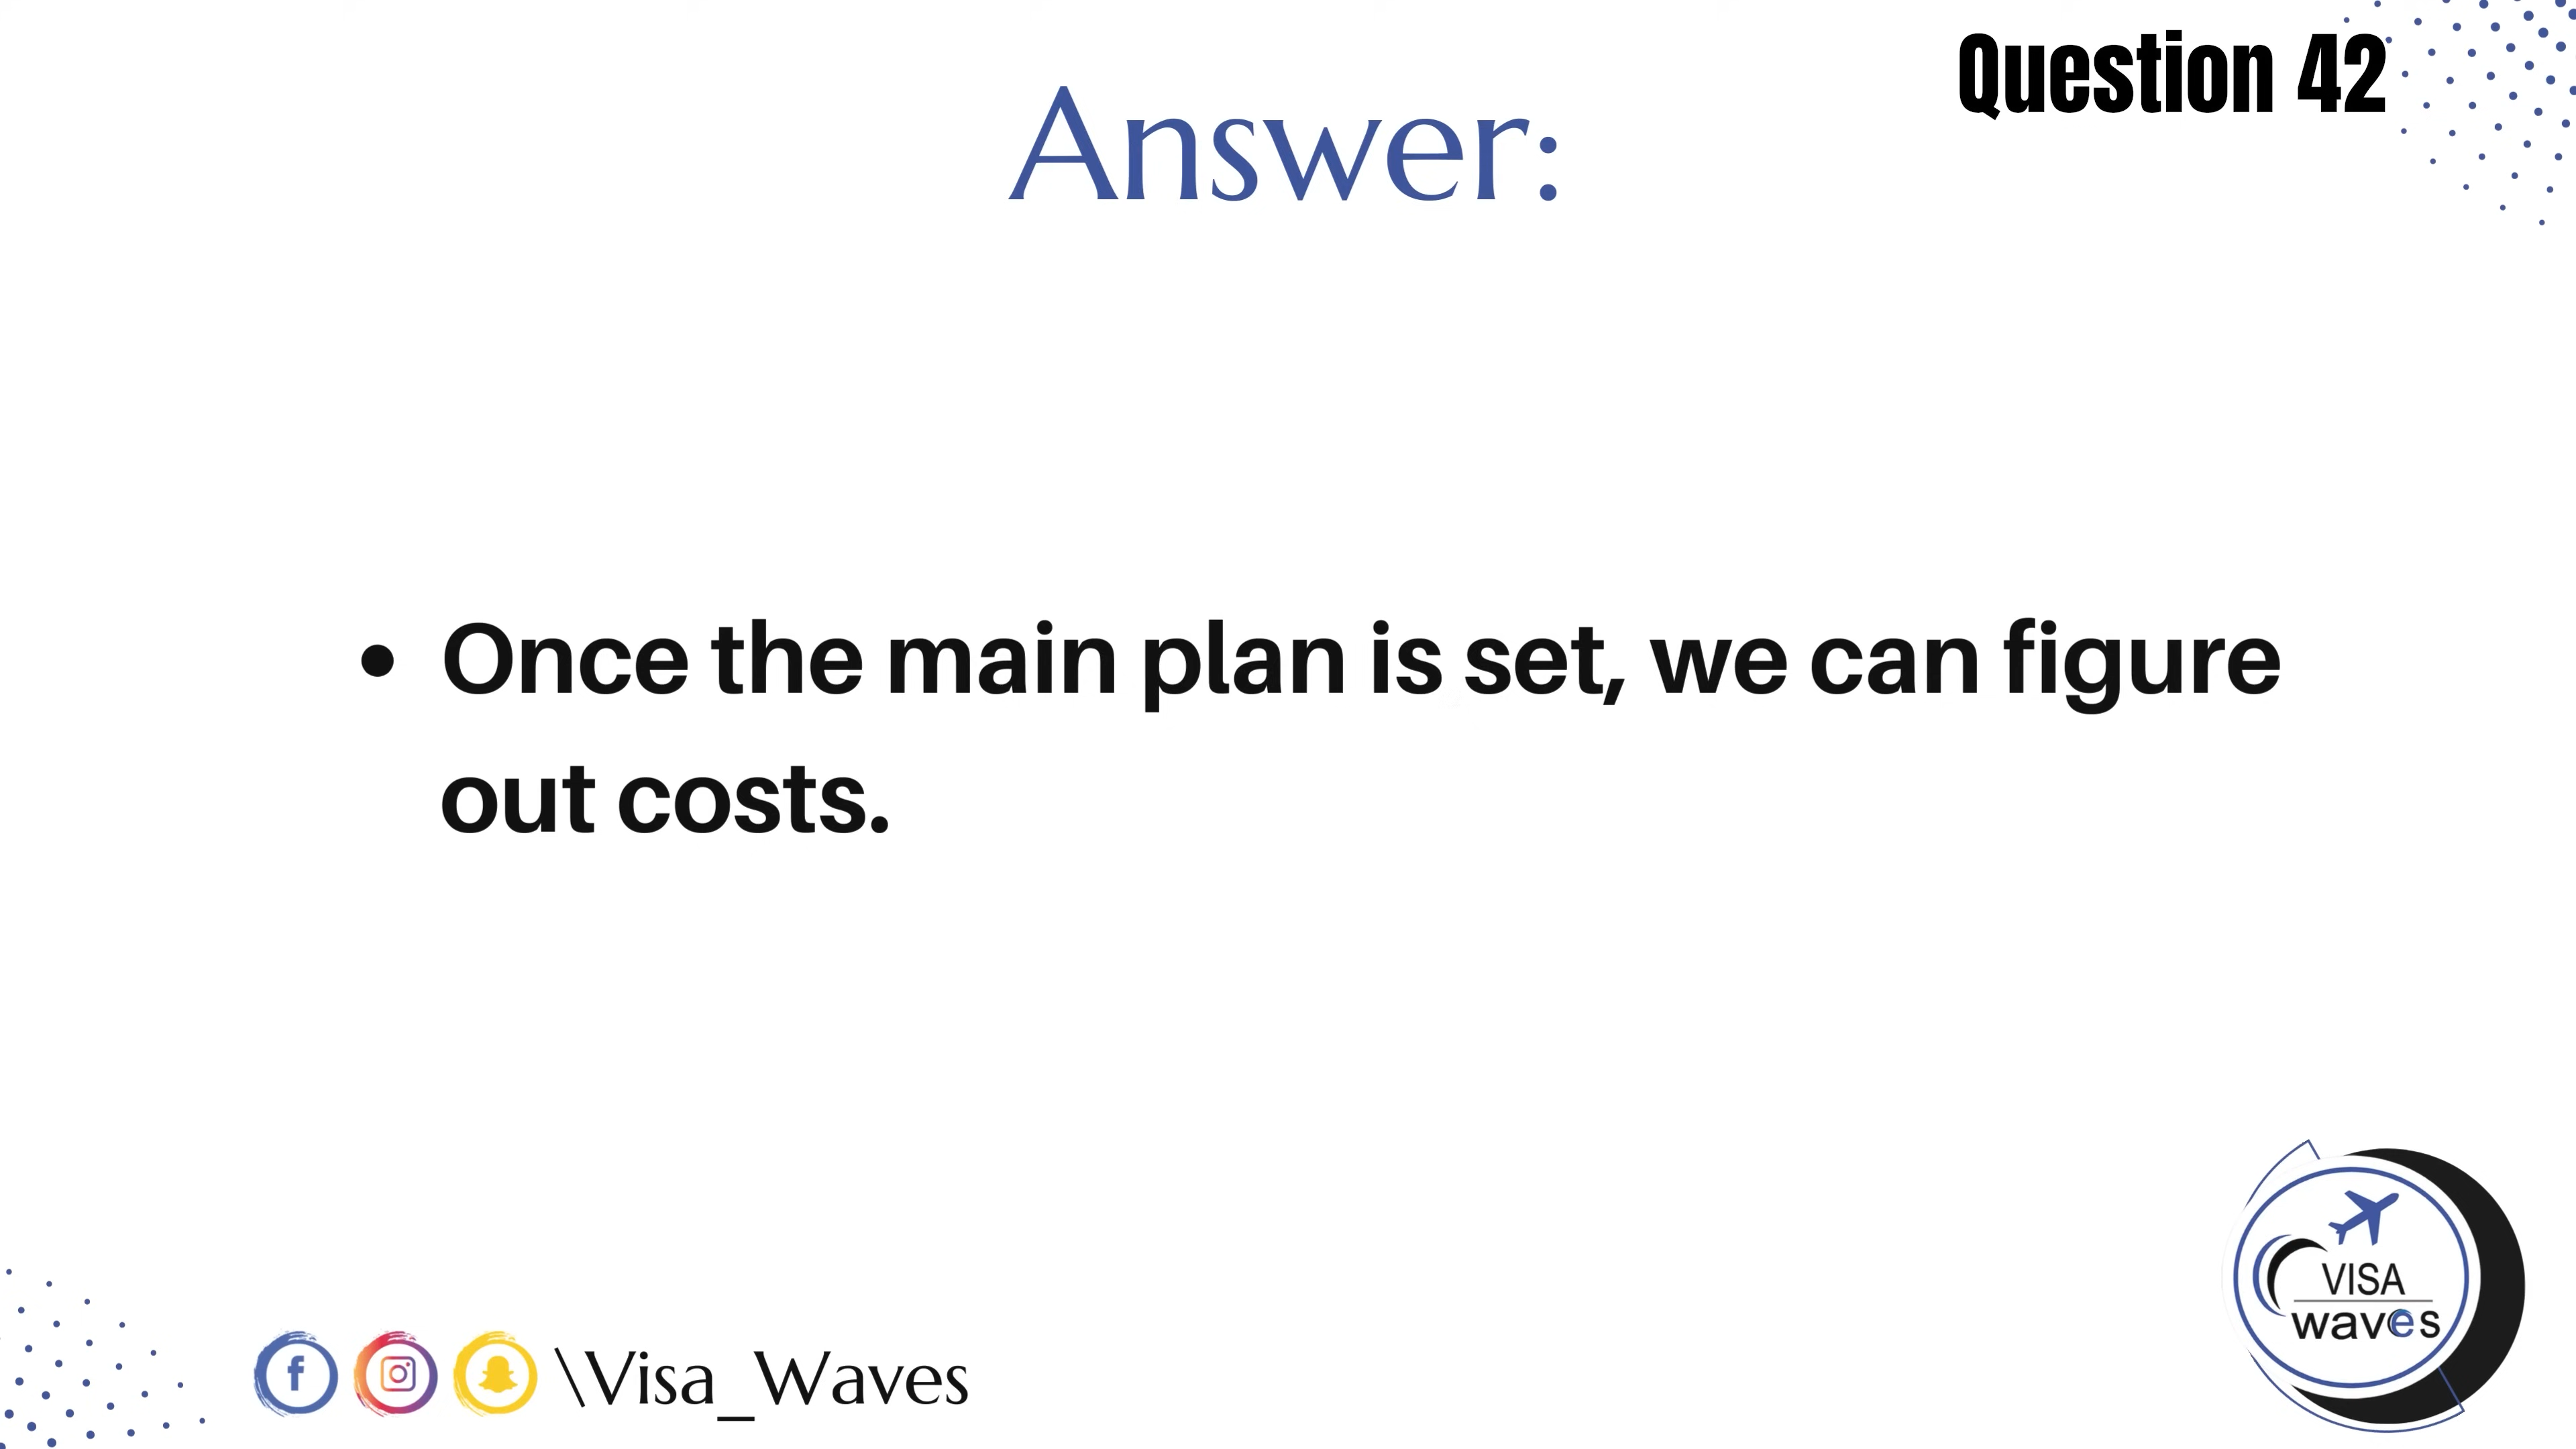 Question 42
Answer:
• Once the main plan is set, we can figure
out costs.
VISA
waves
\Visa_Waves